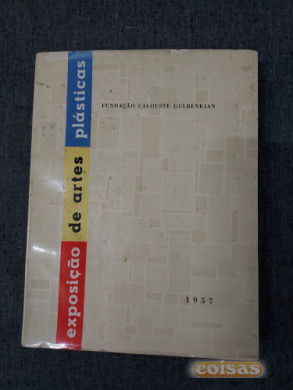 FUNDAÇÃO CALOUSTE GULBENKIAN
exposição de artes plásticas
1957
coisas